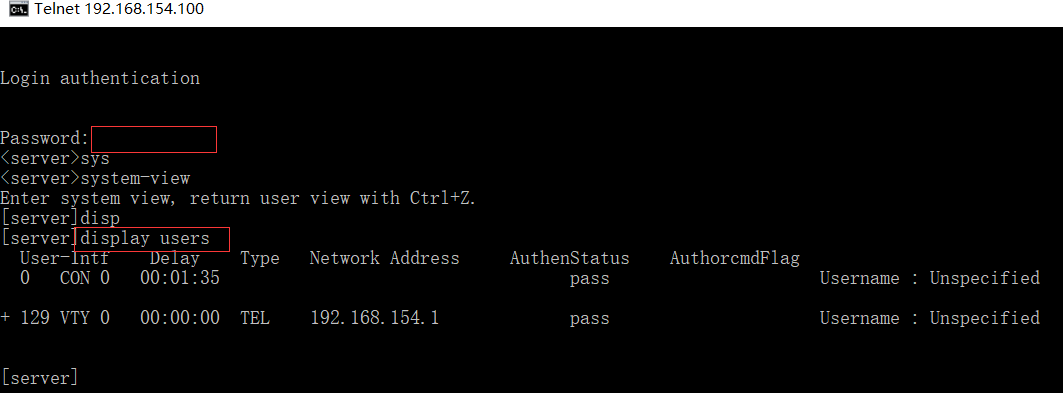 Telnet 192.168.154.100
Login authentication
Password:
<server>sys
<server>system-view
Enter system view, return user view with Ctrl+Z.
[server]disp
[server]display users
User-Intf Delay Type Network Address AuthenStatus AuthorcmdFlag
0 CON 0 00:01:35 pass Username : Unspecified
+ 129 VTY 0 00:00:00 TEL 192.168.154.1 pass Username : Unspecified
[server]